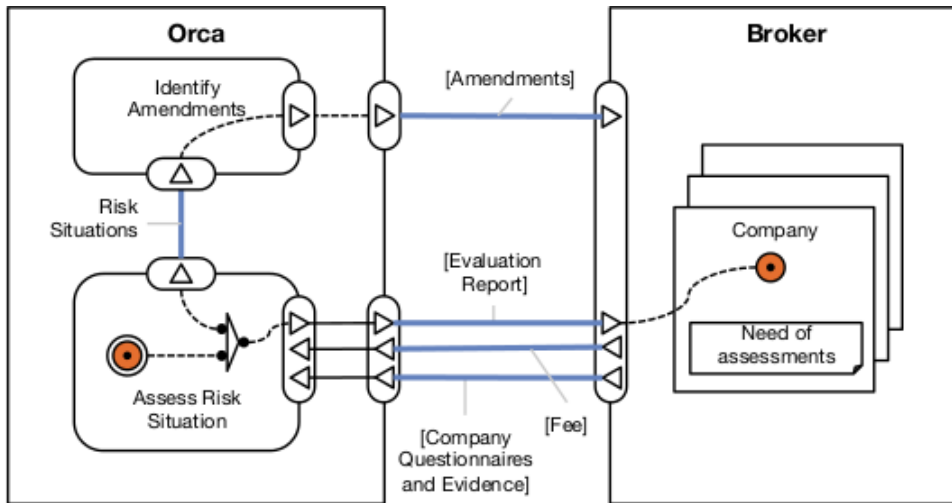 Orca
Broker
Identify
Amendments
[Amendments]
Risk
Situations
Company
[Evaluation
Report]
Need of
assessments
Assess Risk
Situation
[Fee]
[Company
Questionnaires
and Evidence]